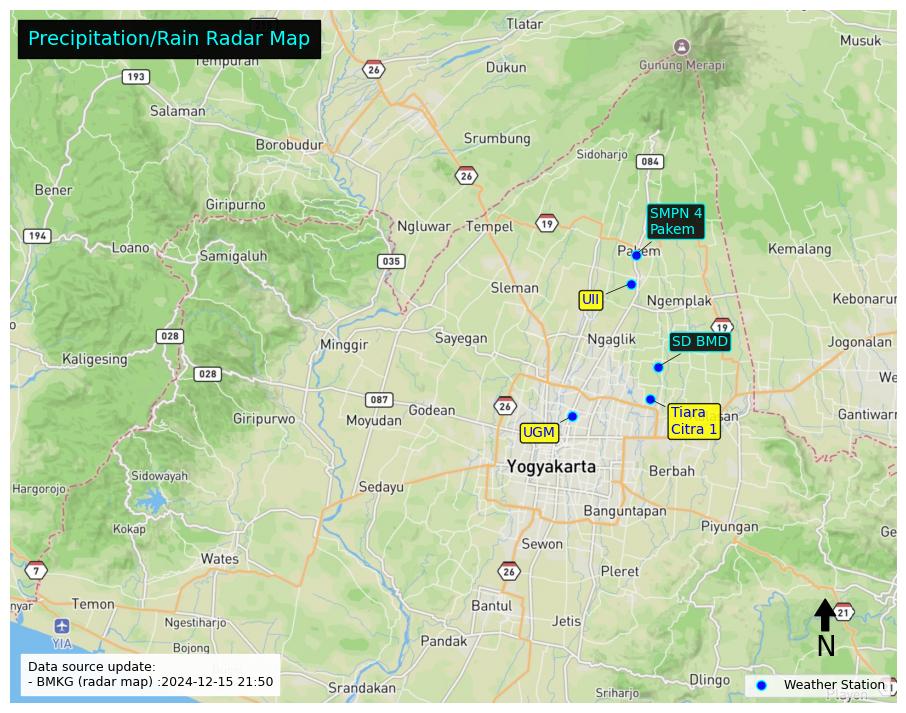 Precipitation/Rain Radar Map
Tlatar
Musuk
Tempuran
26
193
Dukun
Gunung Merapi
Salaman
Borobudur
Srumbung
Sidoharjo
084
26
Bener
Giripurno
SMPN 4
Pakem
194
Ngluwar
Tempel
19
Loano
Samigaluh
035
Pakem
Kemalang
Sleman
UII
Ngemplak
Kebonarum
19
028
Minggir
Sayegan
Ngaglik
SD BMD
Jogonalan
Kaligesing
028
087
Godean
26
Giripurwo
Moyudan
UGM
Tiara
Citra 1
Gantiwarn
Yogyakarta
Berbah
Hargorojo
Sidowayah
Sedayu
Banguntapan
Kokap
Piyungan
Sewon
Wates
7
26
Pleret
Temon
Bantul
21
YIA
Ngestiharjo
Jetis
Bojong
Pandak
N
Data source update:
- BMKG (radar map) :2024-12-15 21:50
Srandakan
Sriharjo
Dlingo
Weather Station